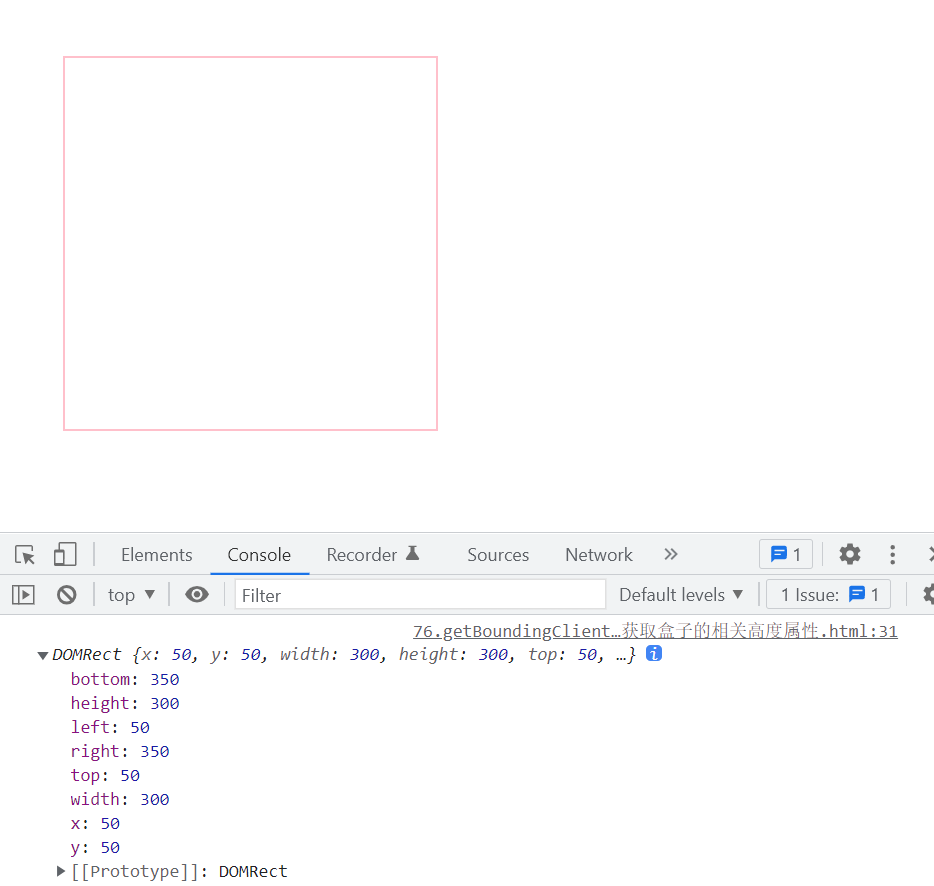 Elements Console Recorder Sources Network 1
top Filter Default levels 1 Issue: 1
76.getBoundingClient…获取盒子的相关高度属性.html:31
DOMRect {x: 50, y: 50, width: 300, height: 300, top: 50, …} i
bottom: 350
height: 300
left: 50
right: 350
top: 50
width: 300
x: 50
y: 50
[[Prototype]]: DOMRect